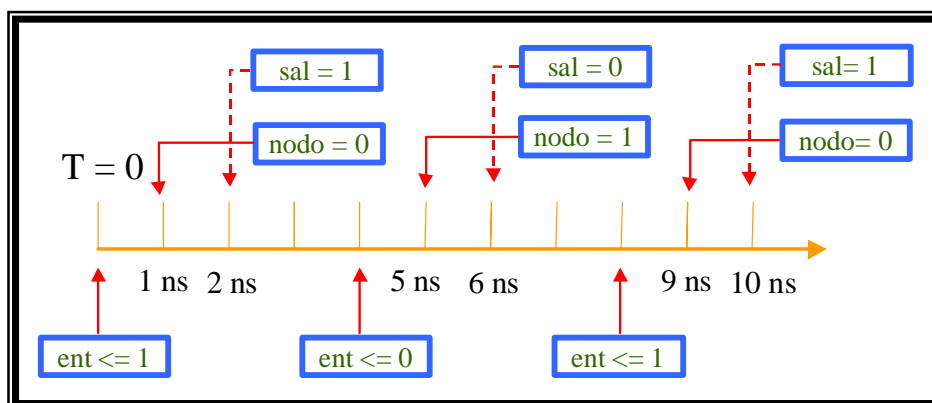 sal = 1
sal = 0
sal= 1
nodo = 0
nodo = 1
nodo= 0
T = 0
1 ns
2 ns
5 ns
6 ns
9 ns
10 ns
ent <= 1
ent <= 0
ent <= 1